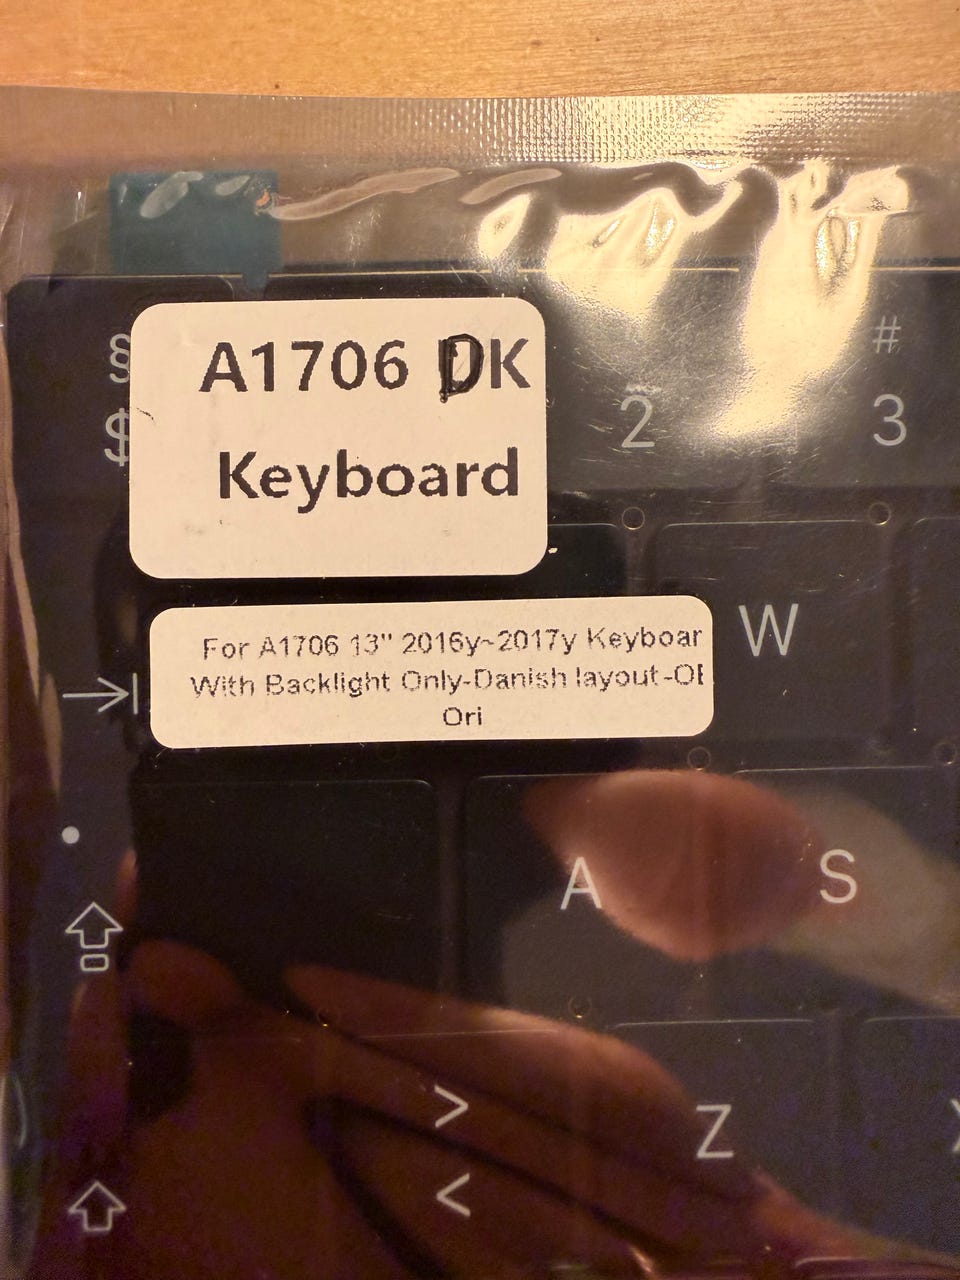 §
$
A1706 DK
Keyboard
"
2
#
3
For A1706 13" 2016y~2017y Keyboar
With Backlight Only-Danish layout-
Ori
W
A
S
>
<
Z